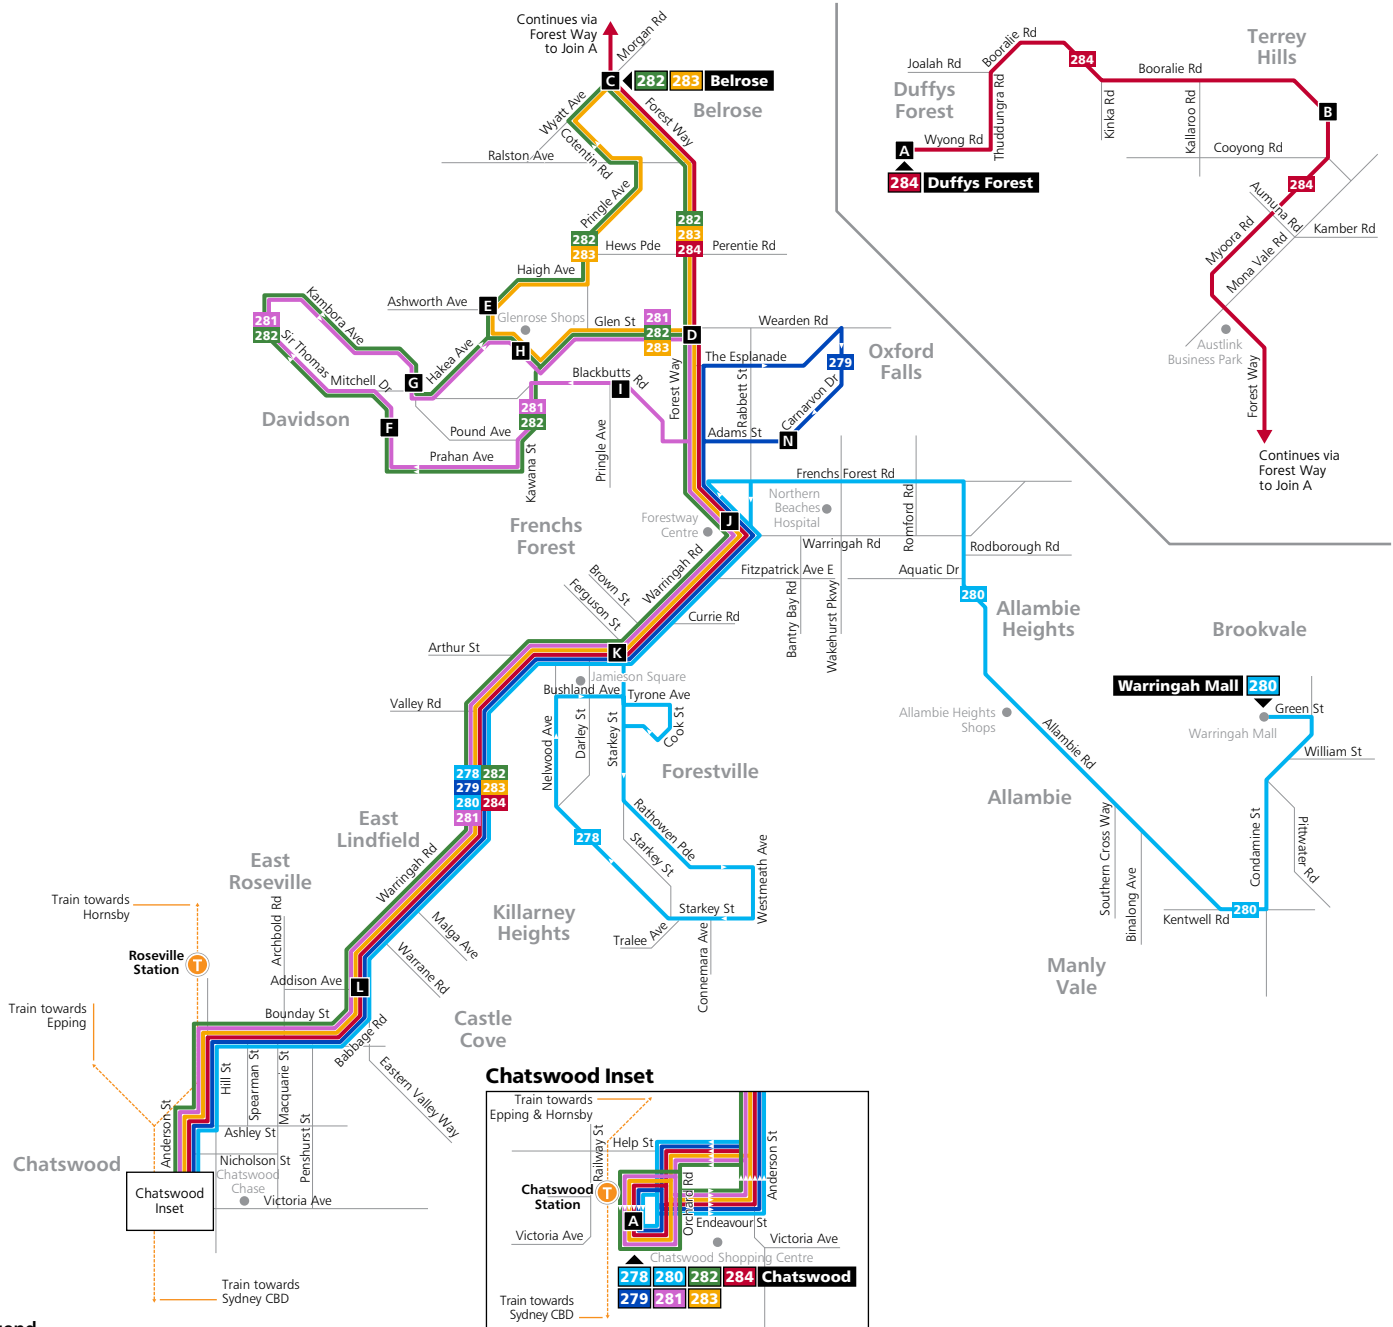 Continues via
Forest Way
to Join A
Morgan Rd
C
282
283
Belrose
Belrose
Wyatt Ave
Forest Way
Cotentin Rd
Ralston Ave
Pringle Ave
282
283
284
282
283
Hews Pde
Perentie Rd
Haigh Ave
Ashworth Ave
E
Glenrose Shops
Kambora Ave
281
282
Sir Thomas
Mitchell Dr
Hakea Ave
H
Glen St
281
282
283
D
Wearden Rd
The Esplanade
279
Oxford
Falls
G
Blackbutts Rd
I
Forest Way
Rabbett St
Carnarvon Dr
Davidson
F
281
282
Pound Ave
Prahan Ave
Kawana St
Pringle Ave
Adams St
N
Frenchs Forest Rd
Frenchs
Forest
Forestway
Centre
J
Northern
Beaches
Hospital
Romford Rd
Warringah Rd
Rodborough Rd
Fitzpatrick Ave E
Aquatic Dr
Bantry Bay Rd
Wakehurst Pkwy
280
Allambie
Heights
Brown St
Ferguson St
Warringah Rd
Currie Rd
Arthur St
K
Jamieson Square
Bushland Ave
Tyrone Ave
Valley Rd
Nelwood Ave
Darley St
Starkey St
Cook St
Forestville
278
282
279
283
280
284
281
East
Lindfield
278
Rathowen Pde
Starkey St
Westmeath Ave
Starkey St
Tralee Ave
Connemara Ave
East
Roseville
Warringah Rd
Killarney
Heights
Malga Ave
Warrane Rd
Train towards
Hornsby
Archbold Rd
Roseville
Station
T
Addison Ave
L
Train towards
Epping
Bounday St
Babbage Rd
Castle
Cove
Eastern Valley Way
Anderson St
Hill St
Spearman St
Macquarie St
Penshurst St
Ashley St
Nicholson St
Chatswood
Chatswood
Chase
Chatswood
Inset
Victoria Ave
Train towards
Sydney CBD
Joalah Rd
Booralie Rd
284
Booralie Rd
Terrey
Hills
Duffys
Forest
Thuddungra Rd
Kinka Rd
Kallaroo Rd
B
A
Wyong Rd
Cooyong Rd
284
Duffys Forest
284
Aumuna Rd
Myoora Rd
Mona Vale Rd
Kamber Rd
Austlink
Business Park
Forest Way
Continues via
Forest Way
to Join A
Brookvale
Warringah Mall
280
Green St
Warringah Mall
William St
Allambie Heights
Shops
Allambie Rd
Allambie
Southern Cross Way
Binalong Ave
Condamine St
Pittwater Rd
Kentwell Rd
280
Manly
Vale
Chatswood Inset
Train towards
Epping & Hornsby
Railway St
Help St
Chatswood
Station
T
A
Orchard Rd
Anderson St
Endeavour St
Victoria Ave
Victoria Ave
Chatswood Shopping Centre
278
280
282
284
Chatswood
279
281
283
Train towards
Sydney CBD